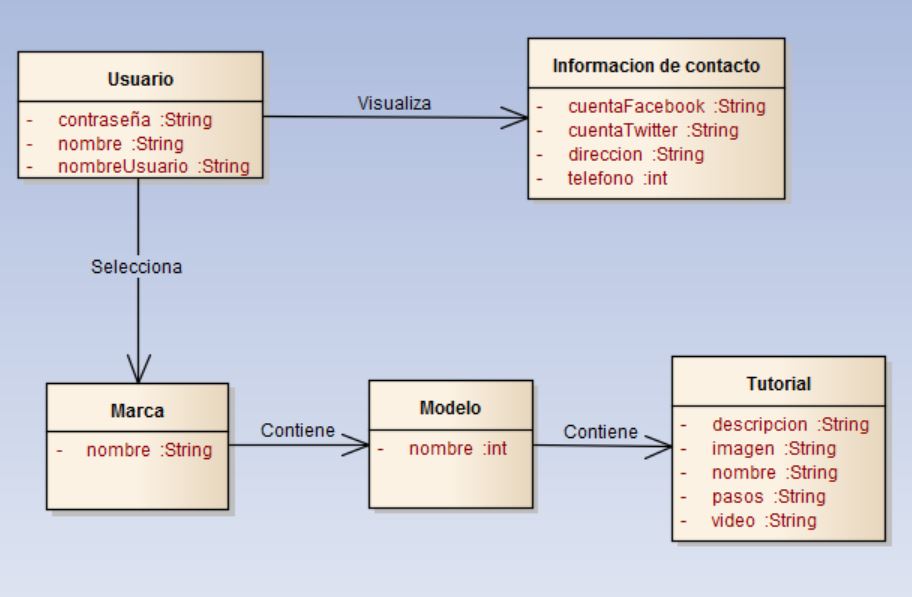 Usuario
- contraseña :String
- nombre :String
- nombreUsuario :String
Visualiza
Informacion de contacto
- cuentaFacebook :String
- cuentaTwitter :String
- direccion :String
- telefono :int
Selecciona
Marca
- nombre :String
Contiene
Modelo
- nombre :int
Contiene
Tutorial
- descripcion :String
- imagen :String
- nombre :String
- pasos :String
- video :String